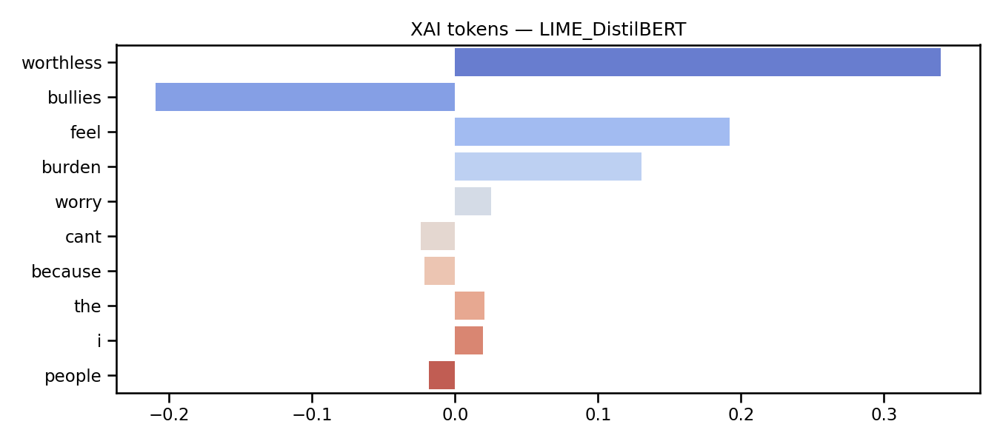 XAI tokens — LIME_DistilBERT
worthless
bullies
feel
burden
worry
cant
because
the
i
people
−0.2 −0.1 0.0 0.1 0.2 0.3